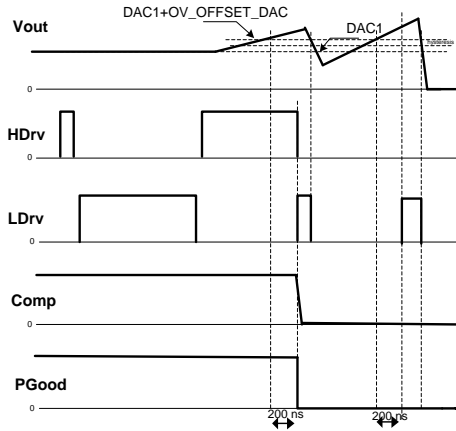 DAC1+OV_OFFSET_DAC
Vout
DAC1
0
HDrv
0
LDrv
0
Comp
0
PGood
0
200 ns
200 ns